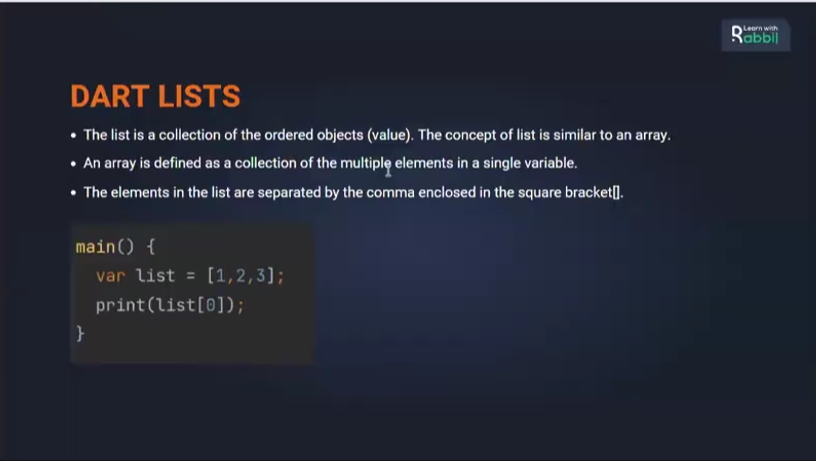 Learn with
Rabbil
DART LISTS
• The list is a collection of the ordered objects (value). The concept of list is similar to an array.
• An array is defined as a collection of the multiple elements in a single variable.
• The elements in the list are separated by the comma enclosed in the square bracket[].
main() {
  var list = [1,2,3];
  print(list[0]);
}